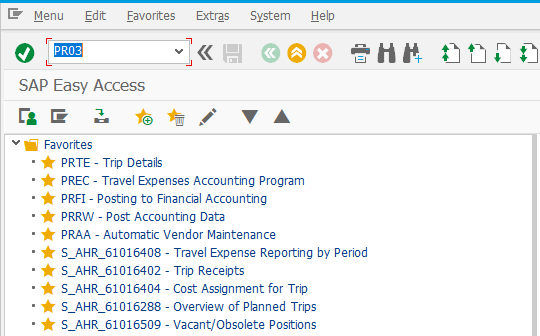 Menu Edit Favorites Extras System Help
PR03
SAP Easy Access
Favorites
PRTE - Trip Details
PREC - Travel Expenses Accounting Program
PRFI - Posting to Financial Accounting
PRRW - Post Accounting Data
PRAA - Automatic Vendor Maintenance
S_AHR_61016408 - Travel Expense Reporting by Period
S_AHR_61016402 - Trip Receipts
S_AHR_61016404 - Cost Assignment for Trip
S_AHR_61016288 - Overview of Planned Trips
S_AHR_61016509 - Vacant/Obsolete Positions